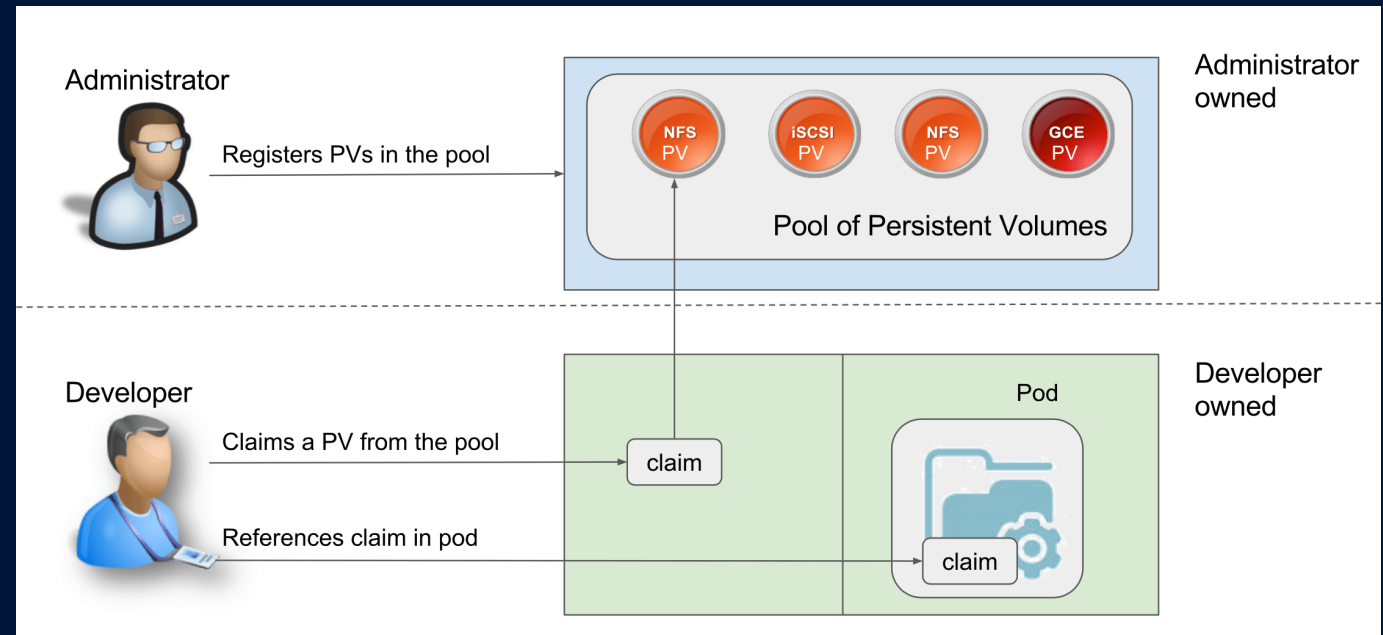 Administrator
Registers PVs in the pool
NFS
PV
iSCSI
PV
NFS
PV
GCE
PV
Pool of Persistent Volumes
Administrator
owned
Developer
Claims a PV from the pool
claim
References claim in pod
Pod
claim
Developer
owned